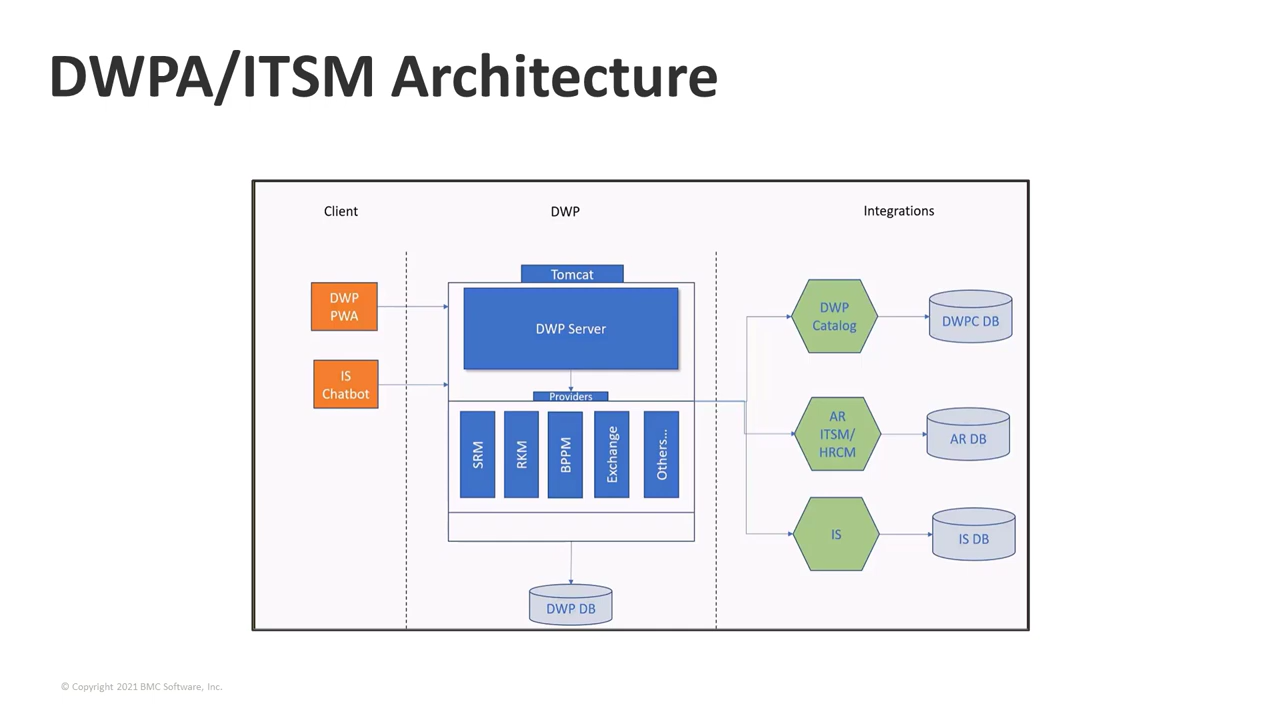 DWPA/ITSM Architecture
Client
DWP
Integrations
Tomcat
DWP
PWA
DWP Server
DWP
Catalog
DWPC DB
IS
Chatbot
Providers
SRM
RKM
BPPM
Exchange
Others...
AR
ITSM/
HRCM
AR DB
IS
IS DB
DWP DB
© Copyright 2021 BMC Software, Inc.